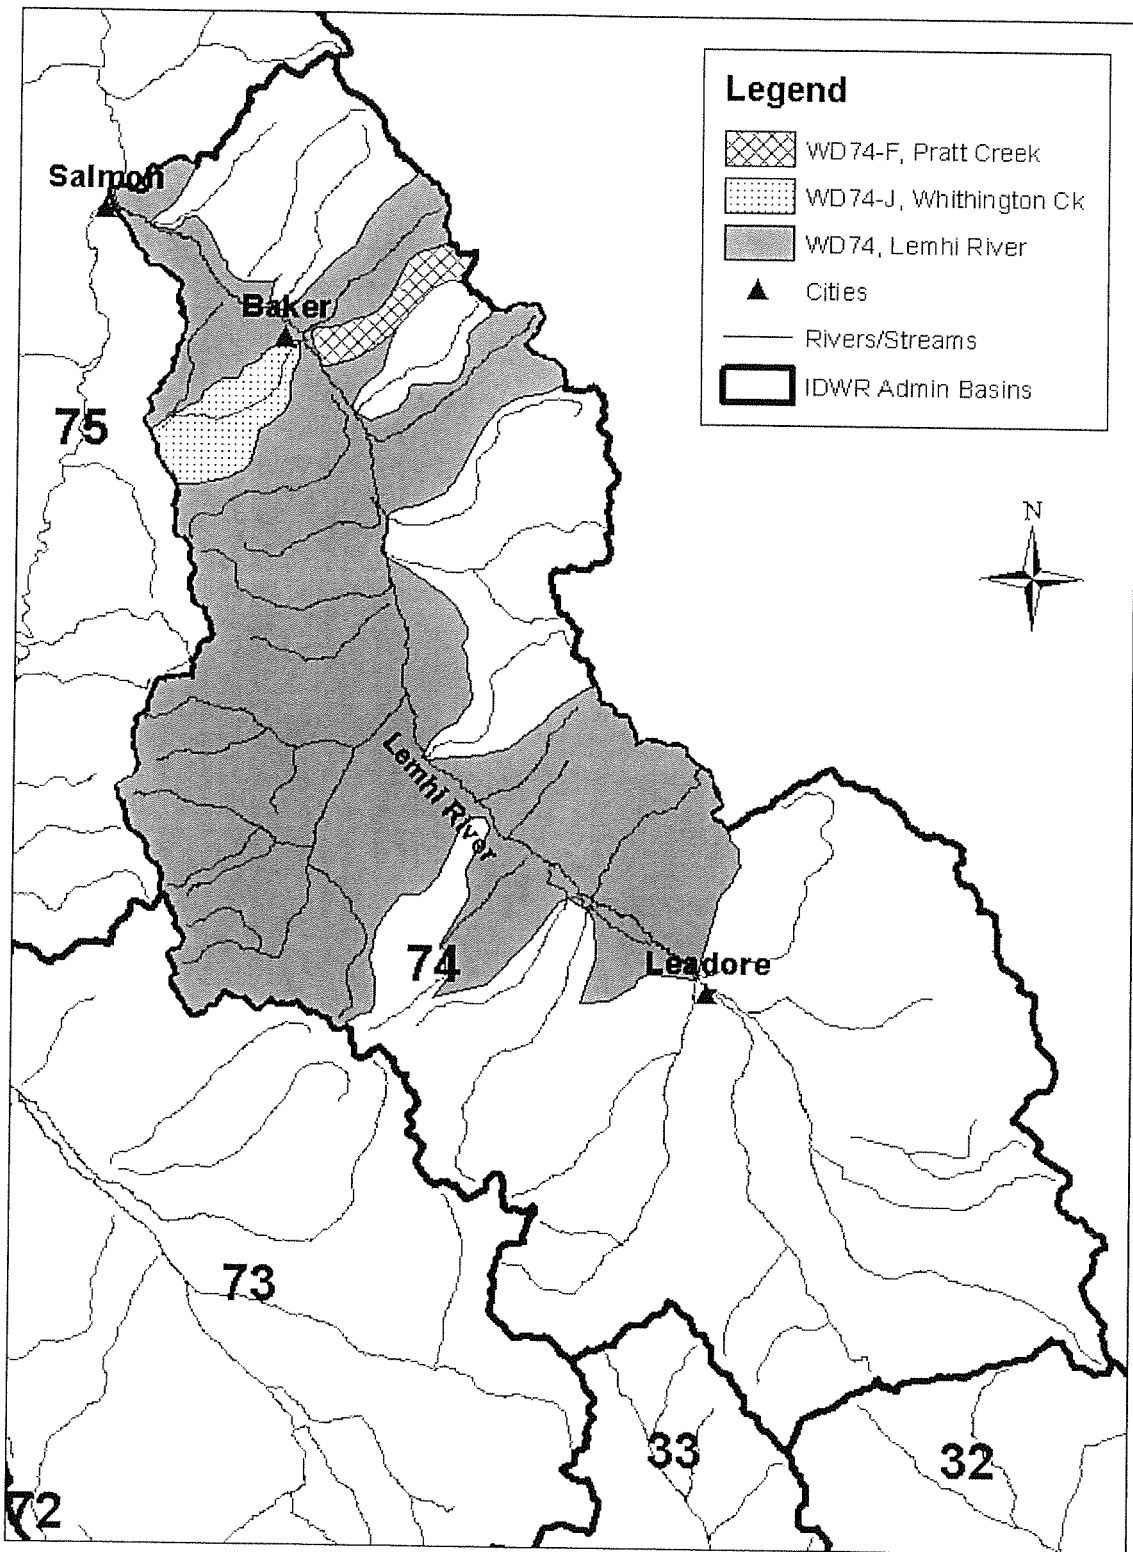 Legend
WD74-F, Pratt Creek
WD74-J, Whithington Ck
WD74, Lemhi River
Cities
Rivers/Streams
IDWR Admin Basins
Salmon
Baker
75
N
Lemhi River
74
Leadore
73
33
32
72